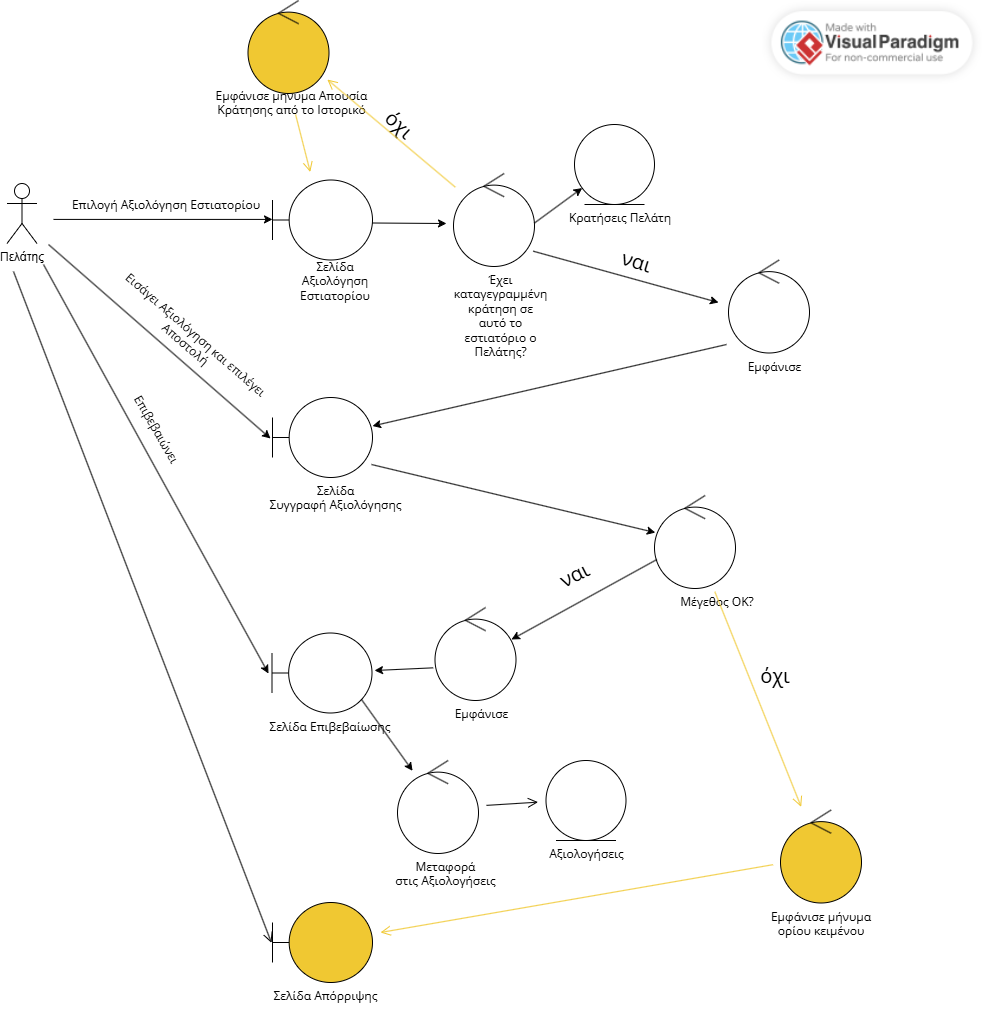 Made with
Visual Paradigm
For non-commercial use
Εμφάνισε μήνυμα Απουσία
Κράτησης από το Ιστορικό
όχι
Κρατήσεις Πελάτη
Επιλογή Αξιολόγηση Εστιατορίου
Πελάτης
Σελίδα
Αξιολόγηση
Εστιατορίου
Έχει
καταγεγραμμένη
κράτηση σε
αυτό το
εστιατόριο ο
Πελάτης?
ναι
Εμφάνισε
Εισάγει Αξιολόγηση και επιλέγει
Αποστολή
Επιβεβαιώνει
Σελίδα
Συγγραφή Αξιολόγησης
Μέγεθος ΟΚ?
ναι
όχι
Εμφάνισε
Σελίδα Επιβεβαίωσης
Μεταφορά
στις Αξιολογήσεις
Αξιολογήσεις
Εμφάνισε μήνυμα
ορίου κειμένου
Σελίδα Απόρριψης